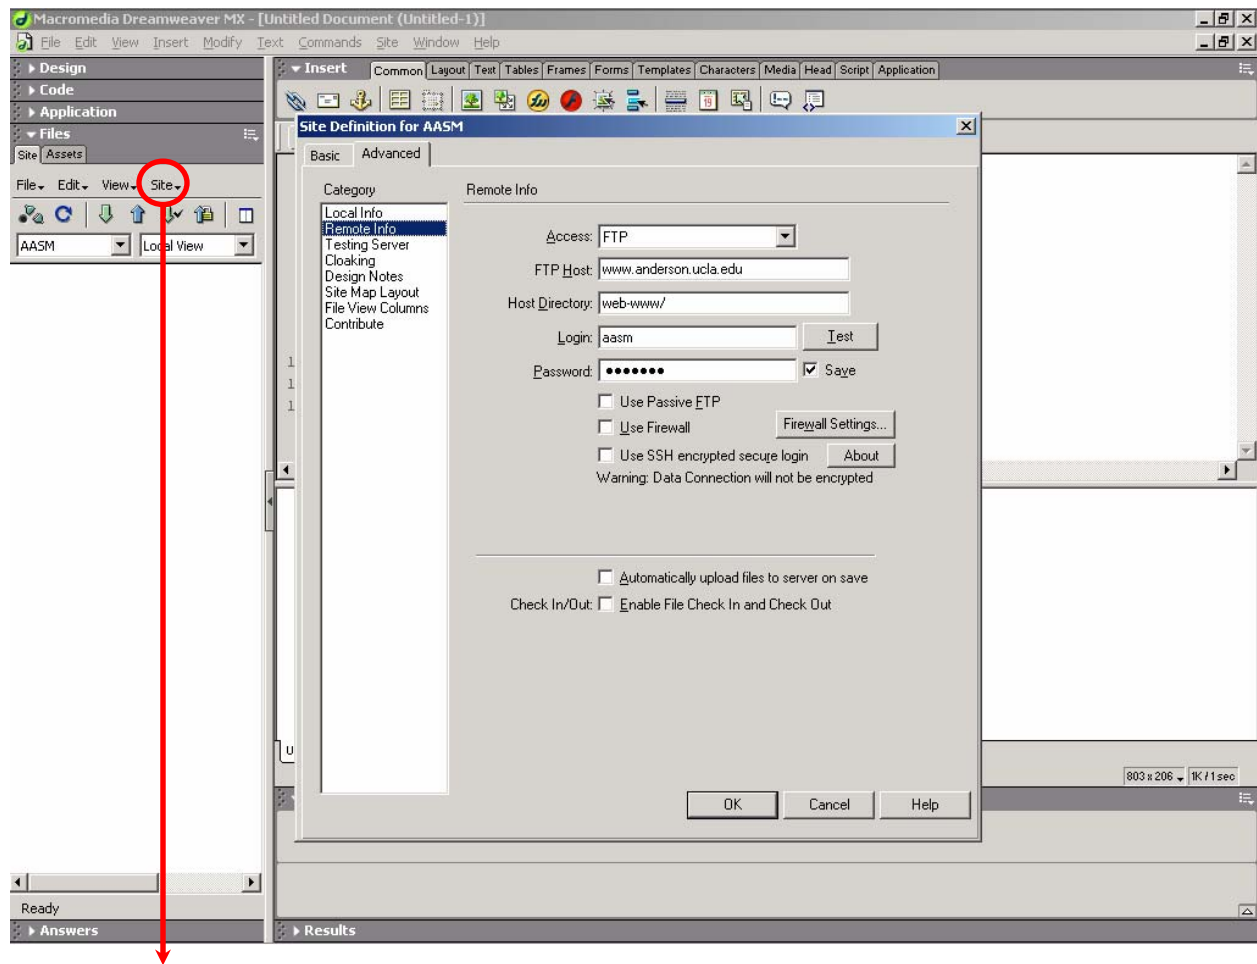 Macromedia Dreamweaver MX - [Untitled Document (Untitled-1)]
File Edit View Insert Modify Text Commands Site Window Help
Design
Code
Application
Files
Site Assets
File Edit View Site
AASM Local View
Insert Common Layout Text Tables Frames Forms Templates Characters Media Head Script Application
Site Definition for AASM
Basic Advanced
Category
Local Info
Remote Info
Testing Server
Cloaking
Design Notes
Site Map Layout
File View Columns
Contribute
Remote Info
Access: FTP
FTP Host: www.anderson.ucla.edu
Host Directory: web-www/
Login: aasm Test
Password: ••••••• Save
Use Passive FTP
Use Firewall Firewall Settings...
Use SSH encrypted secure login About
Warning: Data Connection will not be encrypted
Automatically upload files to server on save
Check In/Out: Enable File Check In and Check Out
OK Cancel Help
1
1
1
803 x 206 1K / 1 sec
Ready
Answers
Results